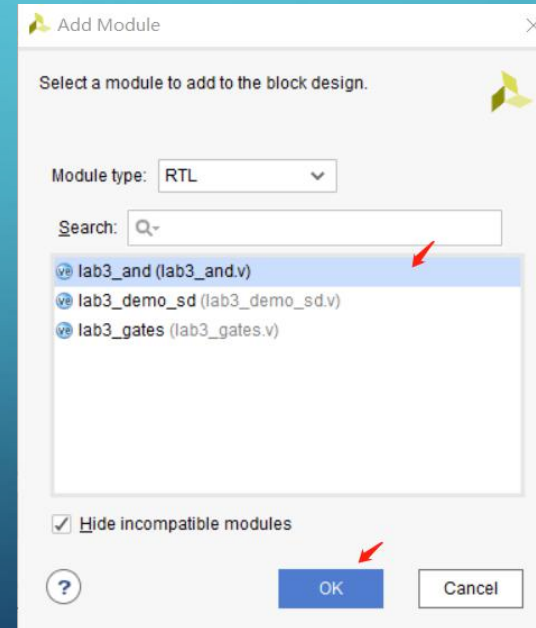 Add Module
Select a module to add to the block design.
Module type: RTL
Search:
lab3_and (lab3_and.v)
lab3_demo_sd (lab3_demo_sd.v)
lab3_gates (lab3_gates.v)
Hide incompatible modules
? OK Cancel